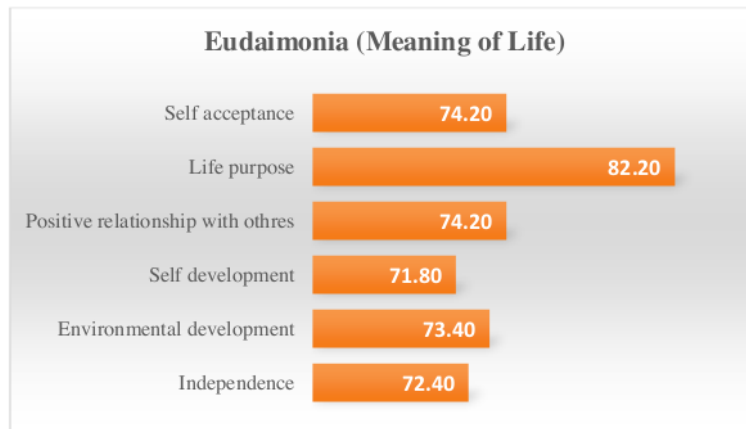 Eudaimonia (Meaning of Life)
Self acceptance 74.20
Life purpose 82.20
Positive relationship with othres 74.20
Self development 71.80
Environmental development 73.40
Independence 72.40